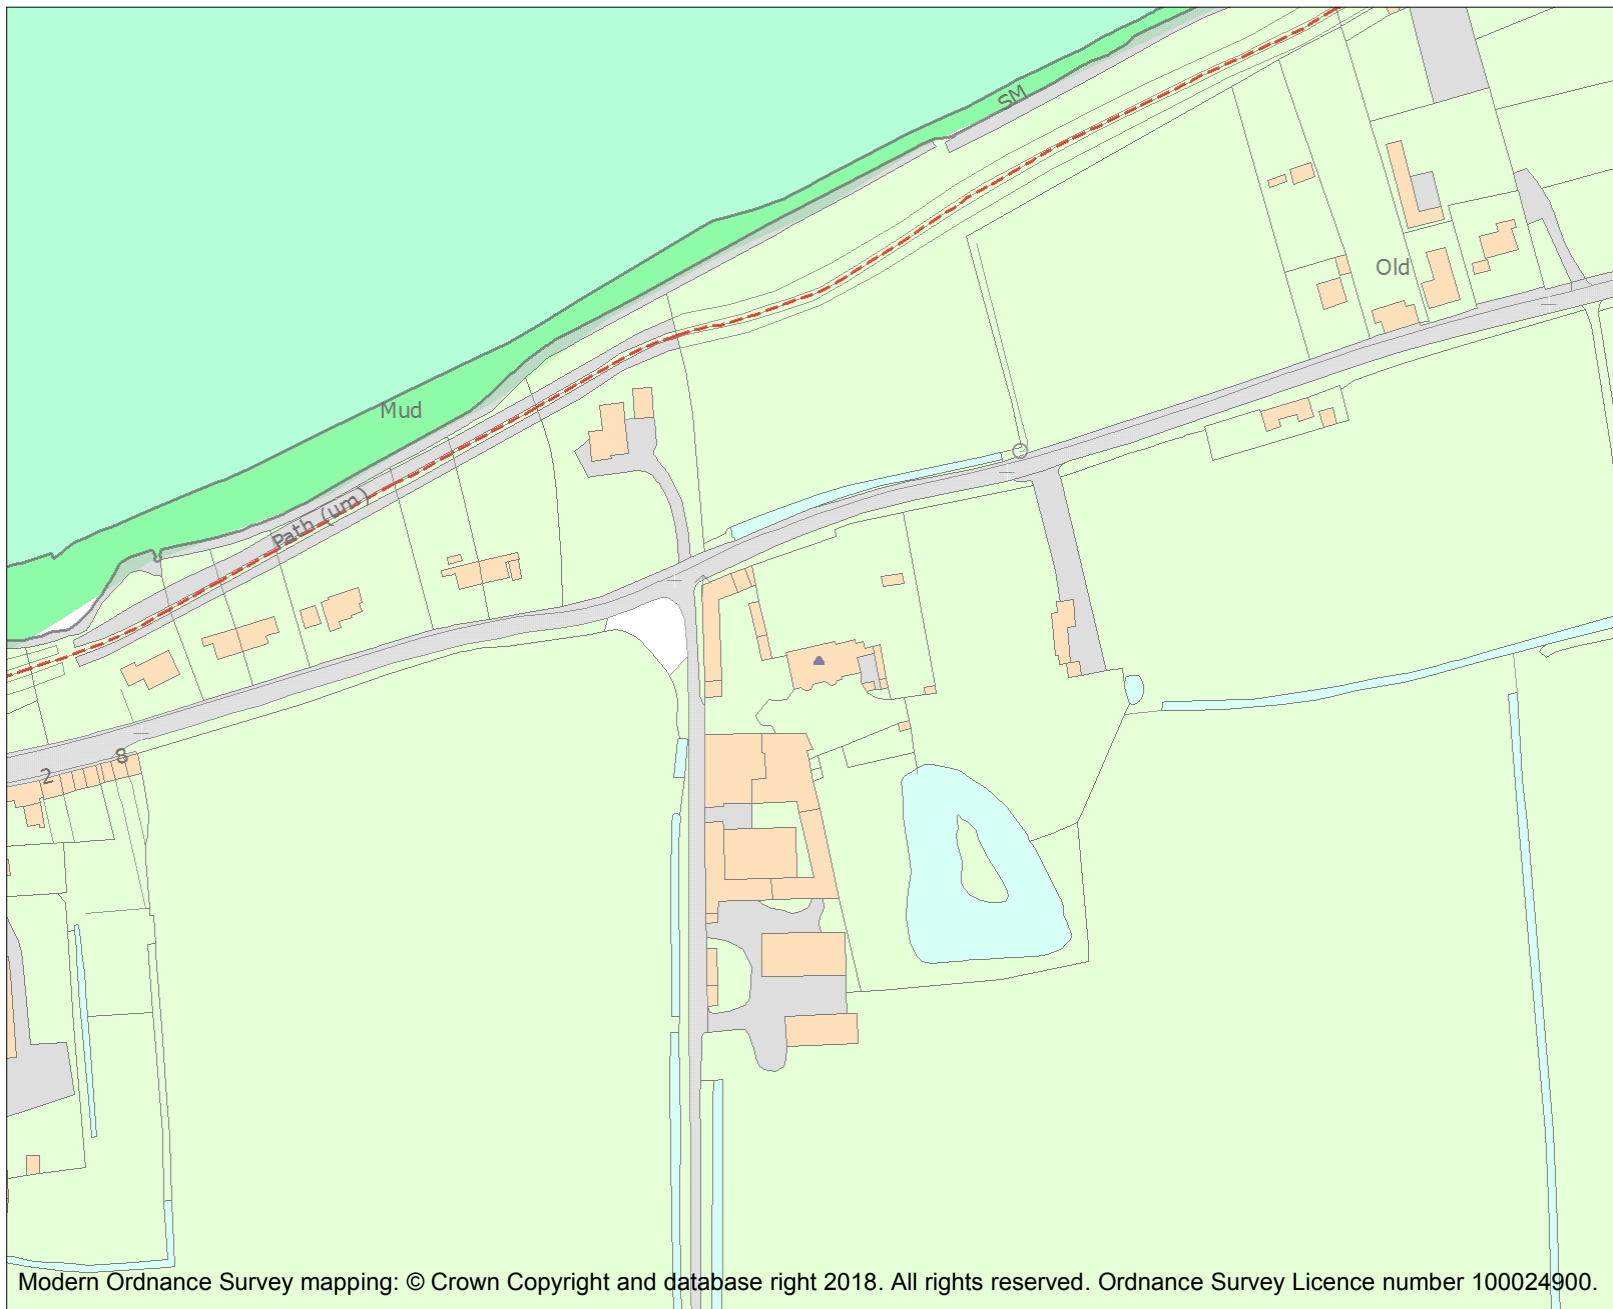 SM
Old
Mud
Path (um)
8
2
Modern Ordnance Survey mapping: © Crown Copyright and database right 2018. All rights reserved. Ordnance Survey Licence number 100024900.